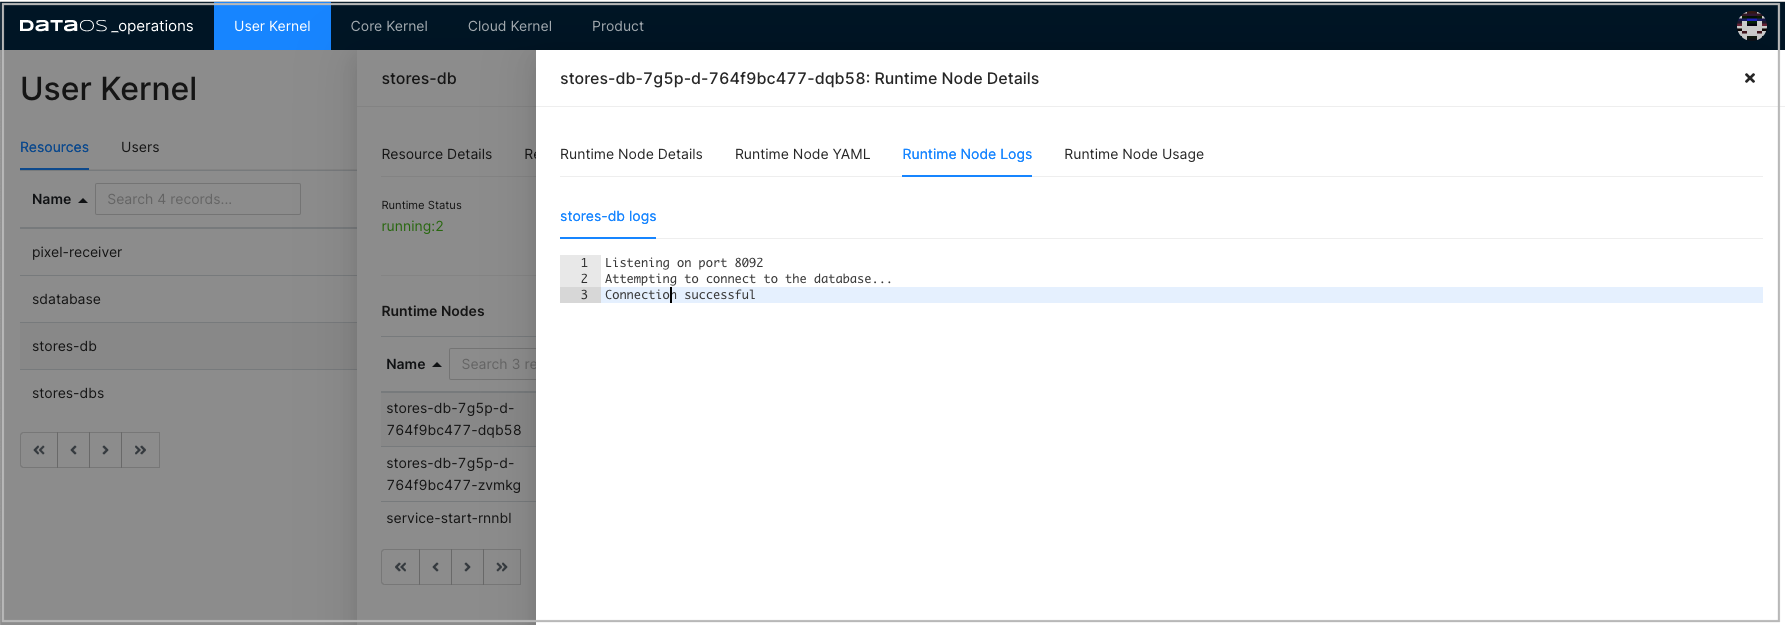 DATAOS_operations
User Kernel
Core Kernel
Cloud Kernel
Product
User Kernel
Resources
Users
Name
Search 4 records...
pixel-receiver
sdatabase
stores-db
stores-dbs
«
‹
›
»
stores-db
Resource Details
Re
Runtime Status
running:2
Runtime Nodes
Name
Search 3 re
stores-db-7g5p-d-
764f9bc477-dqb58
stores-db-7g5p-d-
764f9bc477-zvmkg
service-start-rnnbl
«
‹
›
»
stores-db-7g5p-d-764f9bc477-dqb58: Runtime Node Details
Runtime Node Details
Runtime Node YAML
Runtime Node Logs
Runtime Node Usage
stores-db logs
1 Listening on port 8092
2 Attempting to connect to the database...
3 Connection successful